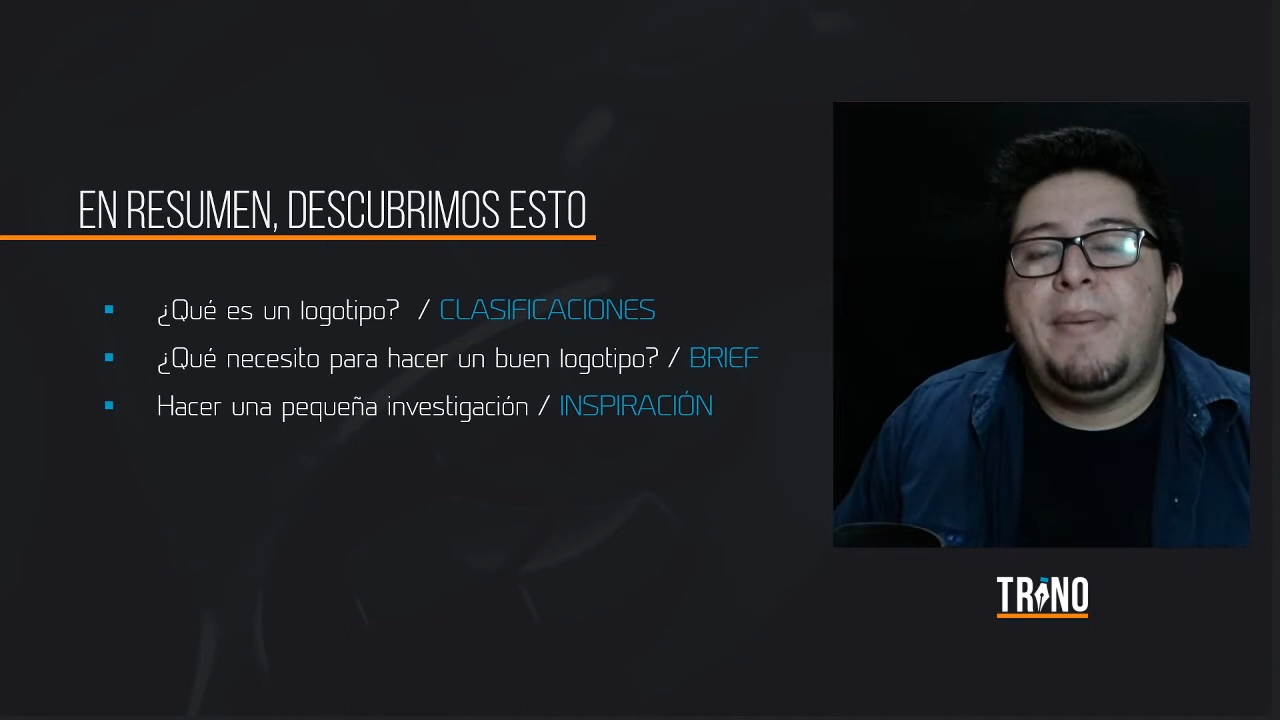 EN RESUMEN, DESCUBRIMOS ESTO
¿Qué es un logotipo? / CLASIFICACIONES
¿Qué necesito para hacer un buen logotipo? / BRIEF
Hacer una pequeña investigación / INSPIRACIÓN
TRINO